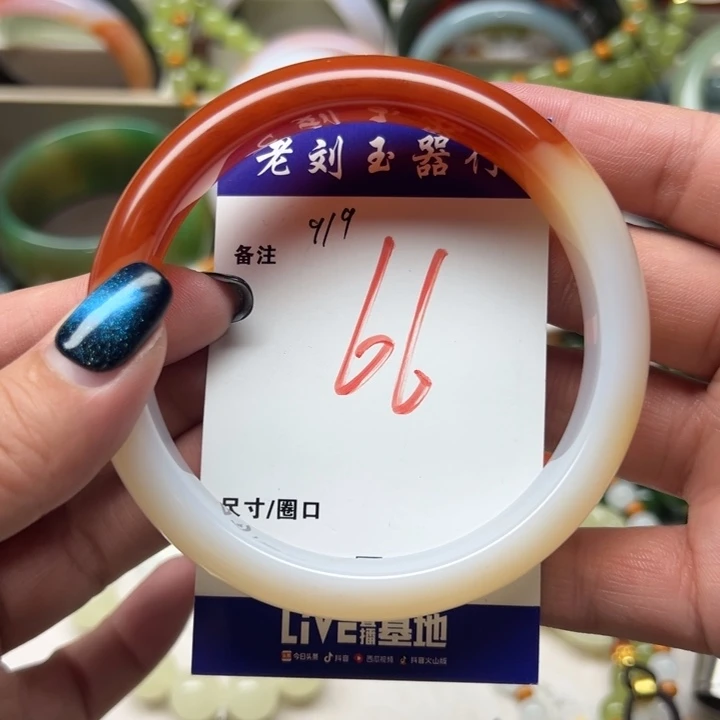 老刘玉器行
9/9
备注
66
尺寸/圈口
LiVE直播基地
今日头条 抖音 西瓜视频 抖音火山版